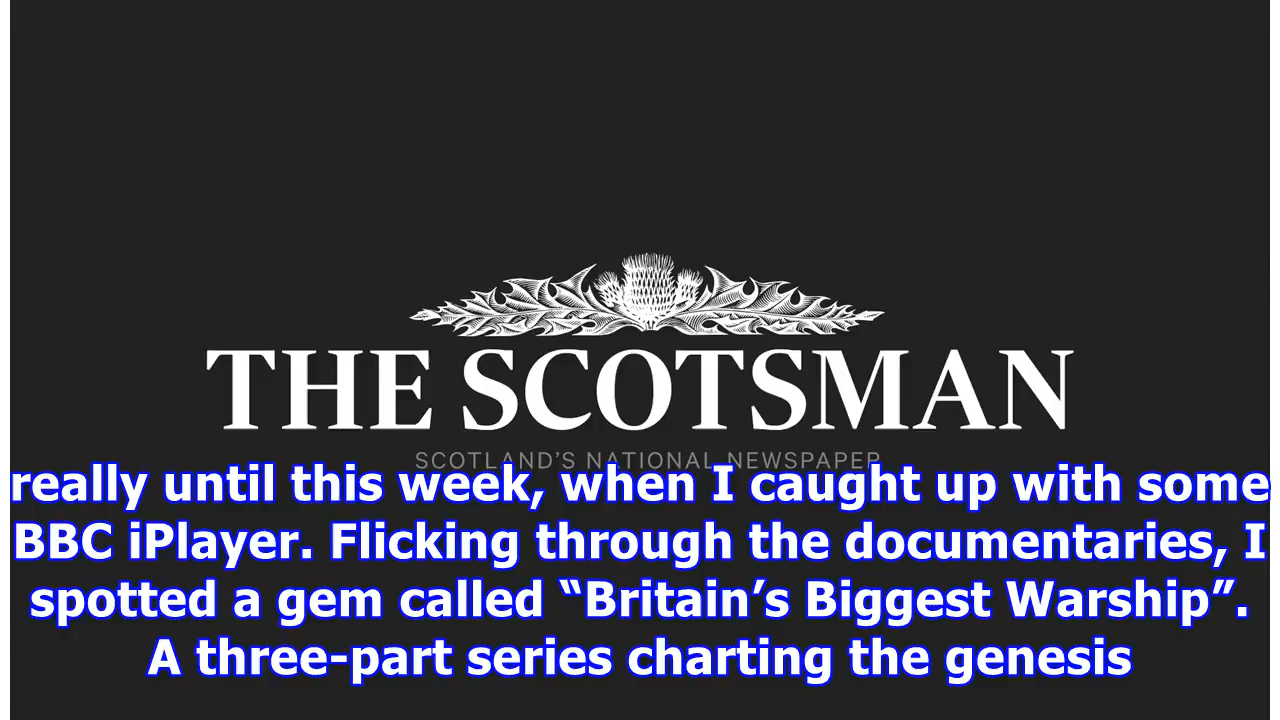 THE SCOTSMAN
SCOTLAND'S NATIONAL NEWSPAPER
really until this week, when I caught up with some
BBC iPlayer. Flicking through the documentaries, I
spotted a gem called “Britain’s Biggest Warship”.
A three-part series charting the genesis